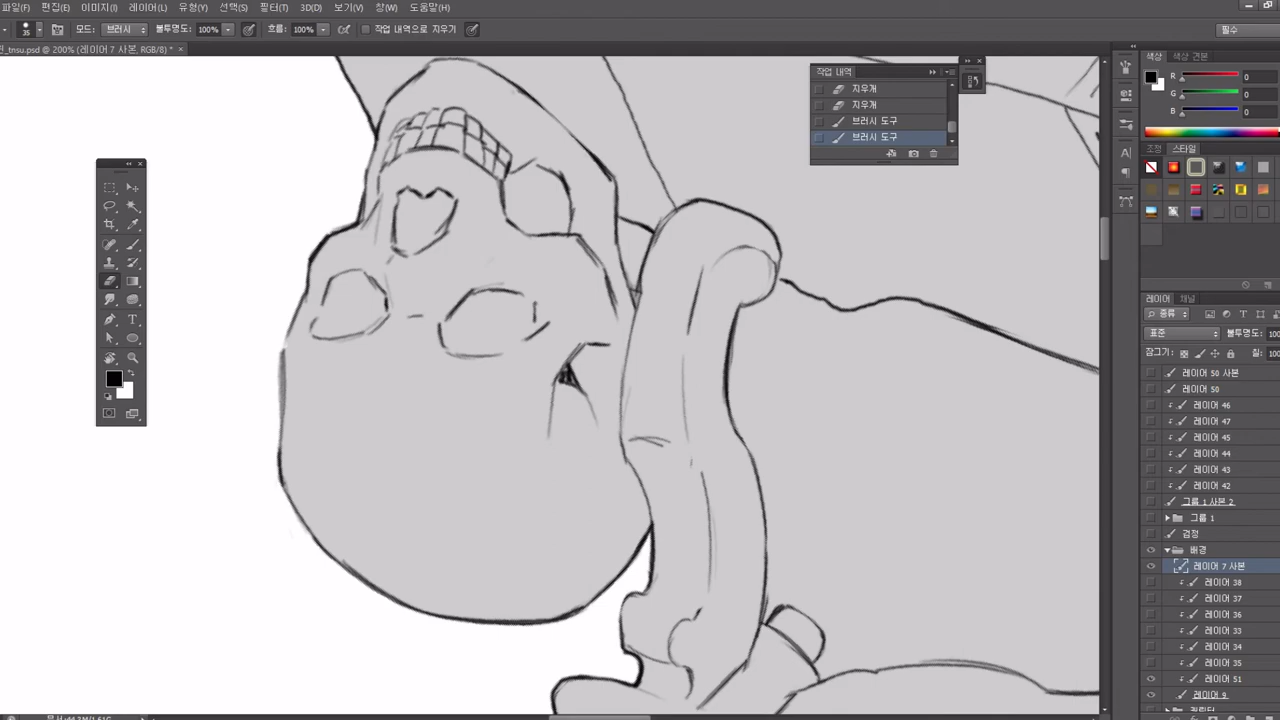 파일(F) 편집(E) 이미지(I) 레이어(L) 유형(Y) 선택(S) 필터(T) 3D(D) 보기(V) 창(W) 도움말(H)
35 모드: 브러시 불투명도: 100% 흐름: 100% 작업 내역으로 지우기 필수
_tnsu.psd @ 200% (레이어 7 사본, RGB/8) *
작업 내역
지우개
지우개
브러시 도구
브러시 도구
색상 색상 견본
R 0
G 0
B 0
조정 스타일
레이어 채널
종류
표준 불투명도: 100
잠그기: 칠: 100
레이어 50 사본
레이어 50
레이어 46
레이어 47
레이어 45
레이어 44
레이어 43
레이어 42
그룹 1 사본 2
그룹 1
검정
배경
레이어 7 사본
레이어 38
레이어 37
레이어 36
레이어 33
레이어 34
레이어 35
레이어 51
레이어 9